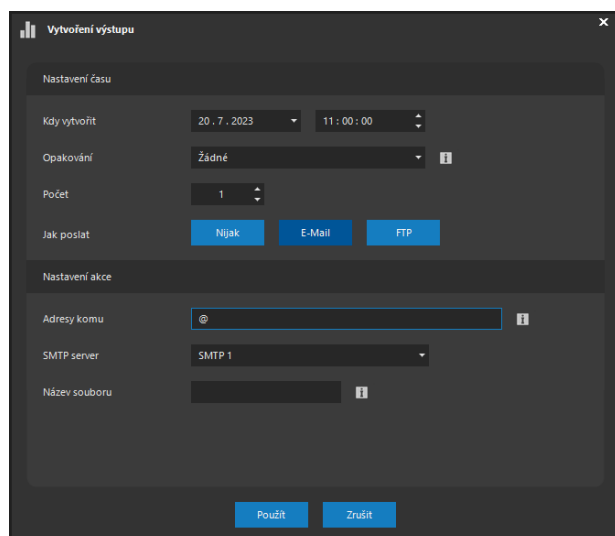 Vytvoření výstupu
Nastavení času
Kdy vytvořit 20 . 7 . 2023 11 : 00 : 00
Opakování Žádné
Počet 1
Jak poslat Nijak E-Mail FTP
Nastavení akce
Adresy komu @
SMTP server SMTP 1
Název souboru
Použít Zrušit